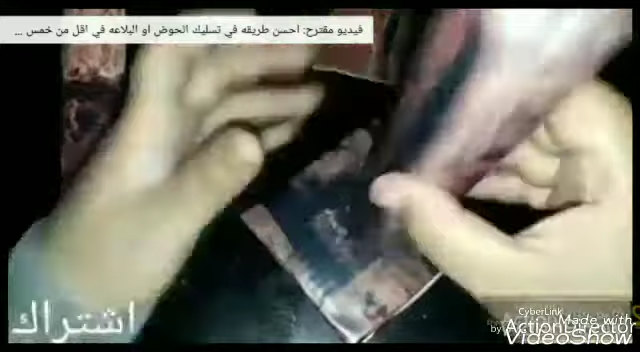 فيديو مقترح: احسن طريقه في تسليك الحوض او البلاعه في اقل من خمس ...
اشتراك
CyberLink
by ActionDirector
Made with
VideoShow